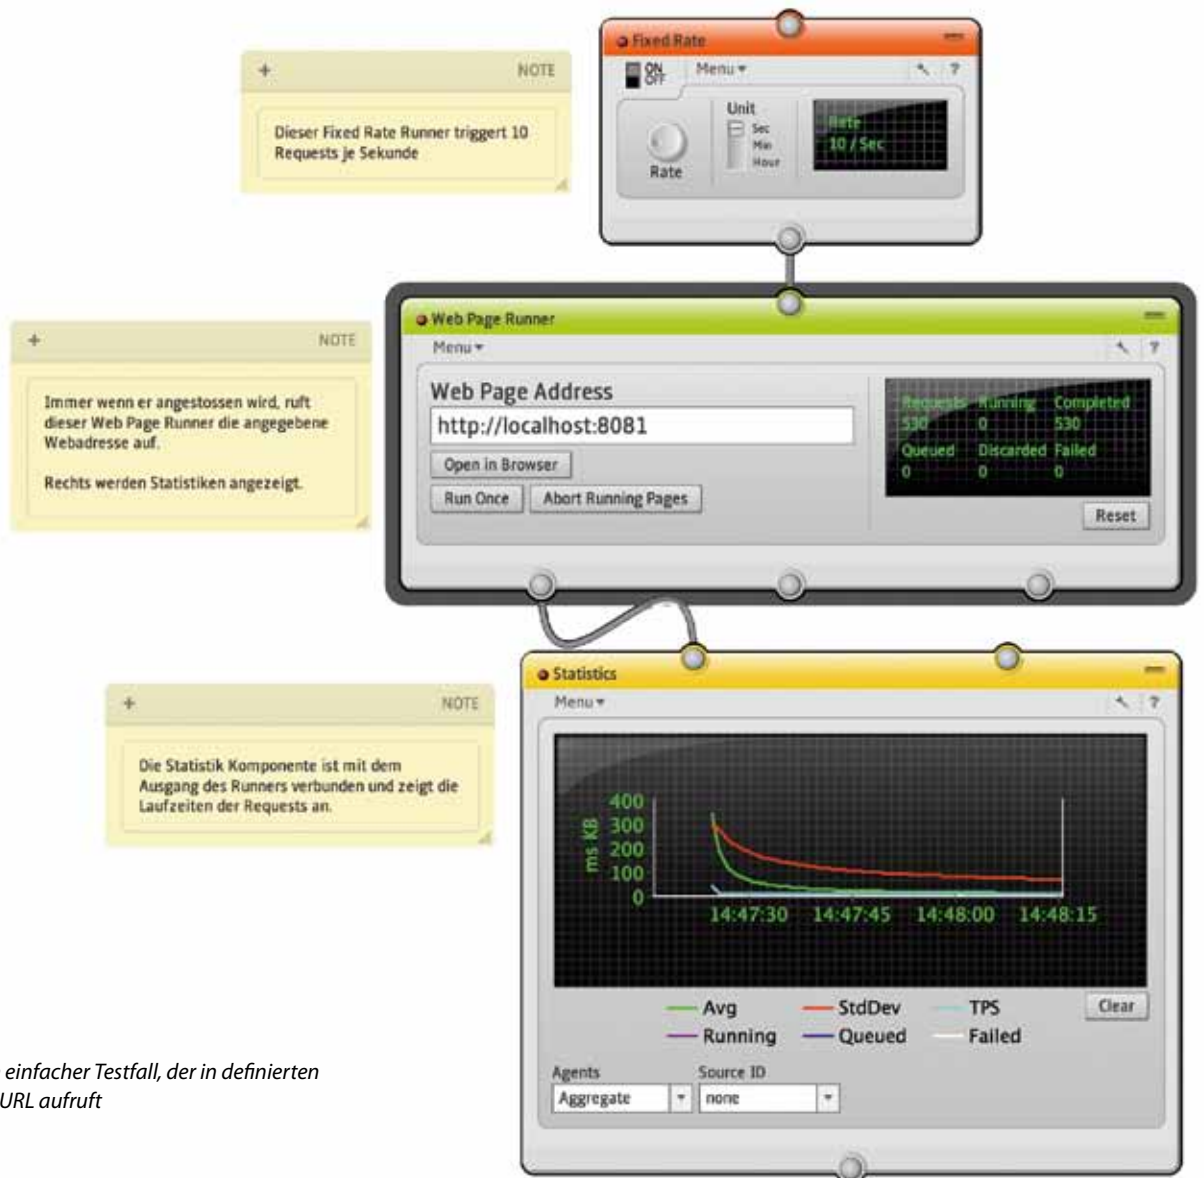 Fixed Rate
ON
OFF
Menu
?
Unit
Sec
Min
Hour
Rate
Rate
10 / Sec
+ NOTE
Dieser Fixed Rate Runner triggert 10
Requests je Sekunde
Web Page Runner
Menu
?
Web Page Address
http://localhost:8081
Open in Browser
Run Once
Abort Running Pages
Requests Running Completed
530 0 530
Queued Discarded Failed
0 0 0
Reset
+ NOTE
Immer wenn er angestossen wird, ruft
dieser Web Page Runner die angegebene
Webadresse auf.
Rechts werden Statistiken angezeigt.
Statistics
Menu
?
+ NOTE
Die Statistik Komponente ist mit dem
Ausgang des Runners verbunden und zeigt die
Laufzeiten der Requests an.
ms KB
400
300
200
100
0
14:47:30 14:47:45 14:48:00 14:48:15
Avg StdDev TPS
Running Queued Failed
Clear
Agents
Aggregate
Source ID
none
einfacher Testfall, der in definierten
URL aufruft